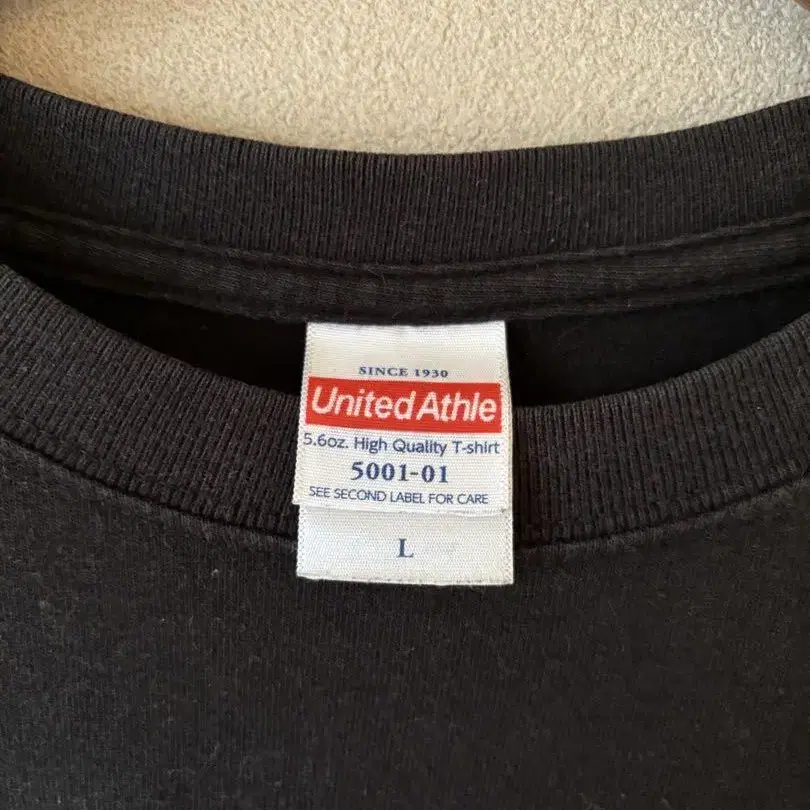 SINCE 1930
United Athle
5.6oz. High Quality T-shirt
5001-01
SEE SECOND LABEL FOR CARE
L